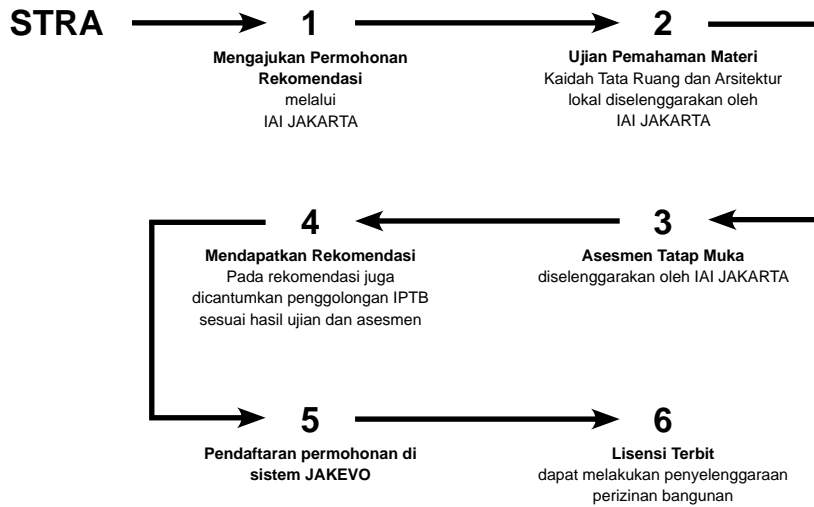 STRA
1
Mengajukan Permohonan
Rekomendasi
melalui
IAI JAKARTA
2
Ujian Pemahaman Materi
Kaidah Tata Ruang dan Arsitektur
lokal diselenggarakan oleh
IAI JAKARTA
3
Asesmen Tatap Muka
diselenggarakan oleh IAI JAKARTA
4
Mendapatkan Rekomendasi
Pada rekomendasi juga
dicantumkan penggolongan IPTB
sesuai hasil ujian dan asesmen
5
Pendaftaran permohonan di
sistem JAKEVO
6
Lisensi Terbit
dapat melakukan penyelenggaraan
perizinan bangunan